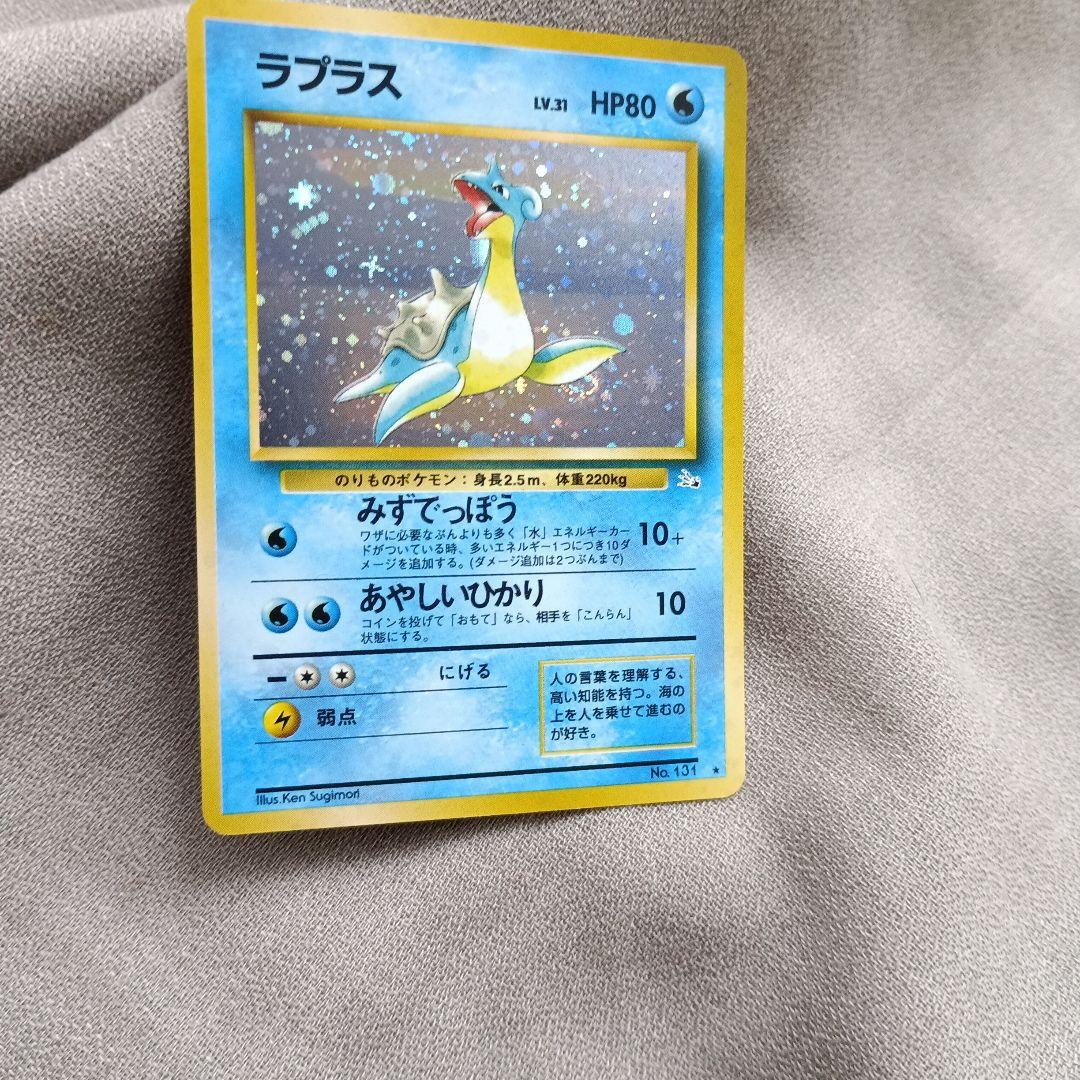 ラプラス
LV.31 HP80
のりものポケモン：身長2.5m、体重220kg
みずでっぽう
ワザに必要なぶんよりも多く「水」エネルギーカー
ドがついている時、多いエネルギー1つにつき10ダ
メージを追加する。(ダメージ追加は2つぶんまで)
10+
あやしいひかり
コインを投げて「おもて」なら、相手を「こんらん」
状態にする。
10
にげる
弱点
人の言葉を理解する、
高い知能を持つ。海の
上を人を乗せて進むの
が好き。
Illus.Ken Sugimori
No. 131 ★